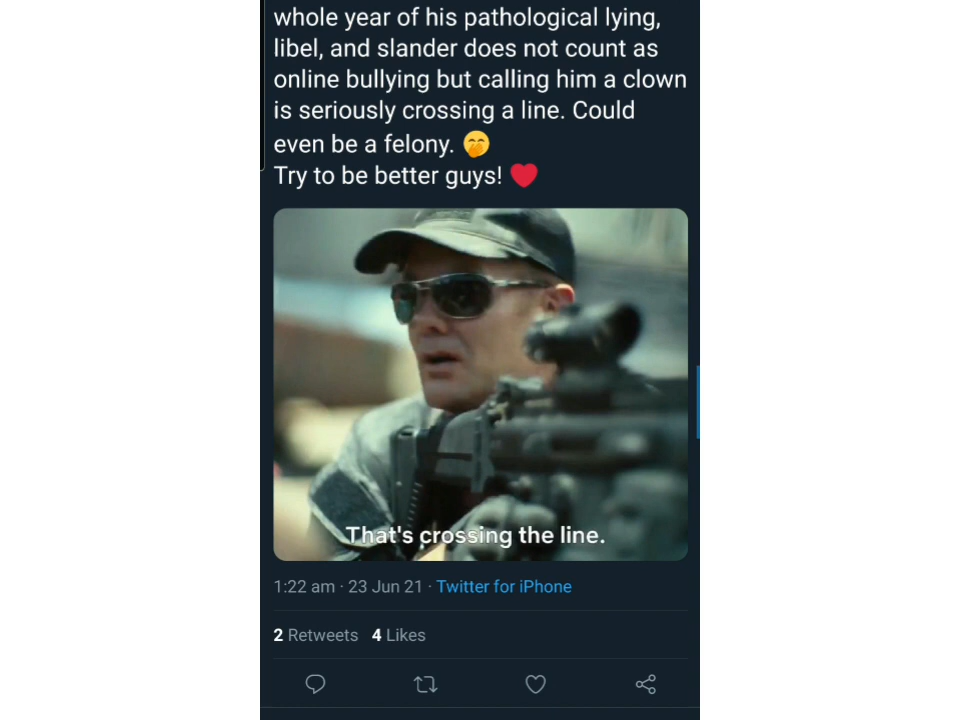 whole year of his pathological lying,
libel, and slander does not count as
online bullying but calling him a clown
is seriously crossing a line. Could
even be a felony. 🤭
Try to be better guys! ❤️
That's crossing the line.
1:22 am · 23 Jun 21 · Twitter for iPhone
2 Retweets 4 Likes